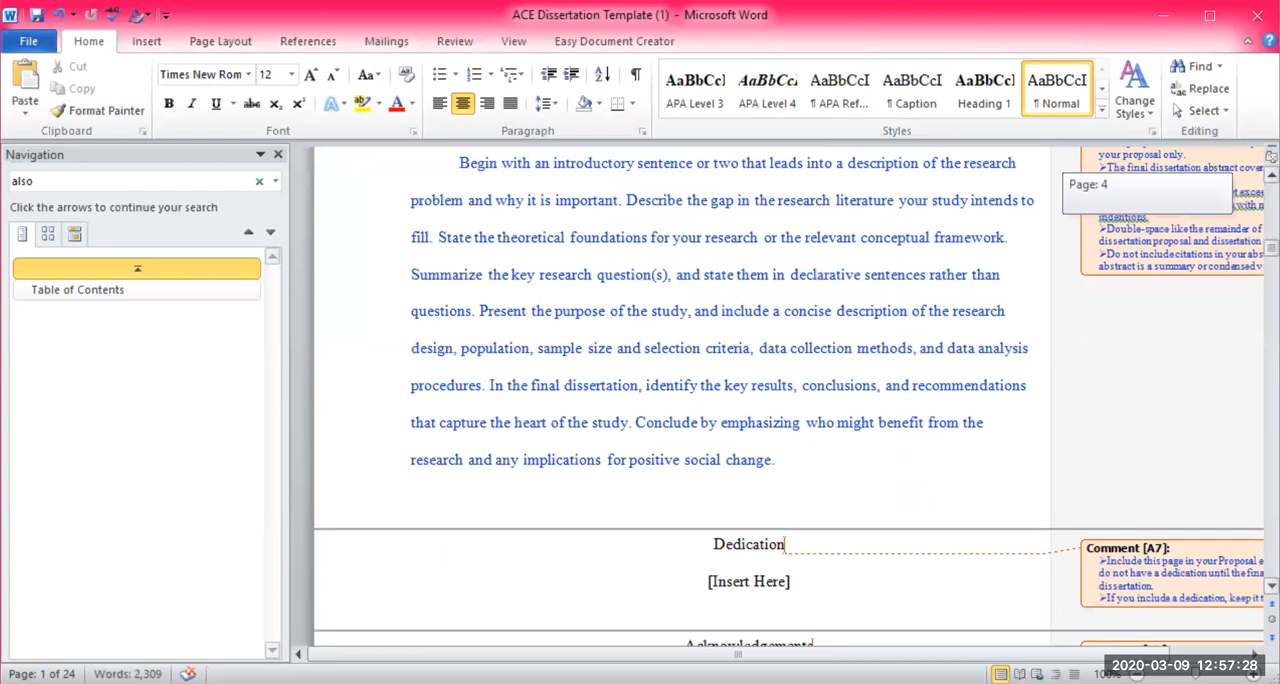 ACE Dissertation Template (1) - Microsoft Word
File Home Insert Page Layout References Mailings Review View Easy Document Creator
Paste
Cut
Copy
Format Painter
Clipboard
Times New Rom 12
Font
Paragraph
AaBbCcI AaBbCcI AaBbCcI AaBbCcI AaBbCcI AaBbCcI
APA Level 3 APA Level 4 ¶ APA Ref... ¶ Caption Heading 1 ¶ Normal
Styles
Change
Styles
Find
Replace
Select
Editing
Navigation
also
Click the arrows to continue your search
Table of Contents
Begin with an introductory sentence or two that leads into a description of the research
problem and why it is important. Describe the gap in the research literature your study intends to
fill. State the theoretical foundations for your research or the relevant conceptual framework.
Summarize the key research question(s), and state them in declarative sentences rather than
questions. Present the purpose of the study, and include a concise description of the research
design, population, sample size and selection criteria, data collection methods, and data analysis
procedures. In the final dissertation, identify the key results, conclusions, and recommendations
that capture the heart of the study. Conclude by emphasizing who might benefit from the
research and any implications for positive social change.
Dedication
[Insert Here]
Acknowledgements
your proposal only.
➢The final dissertation abstract cover
Page: 4
indentions.
➢Double-space like the remainder of
dissertation proposal and dissertation
➢Do not include citations in your abs
abstract is a summary or condensed v
Comment [A7]:
➢Include this page in your Proposal e
do not have a dedication until the fina
dissertation.
➢If you include a dedication, keep it t
Page: 1 of 24 Words: 2,309
100%
2020-03-09 12:57:28